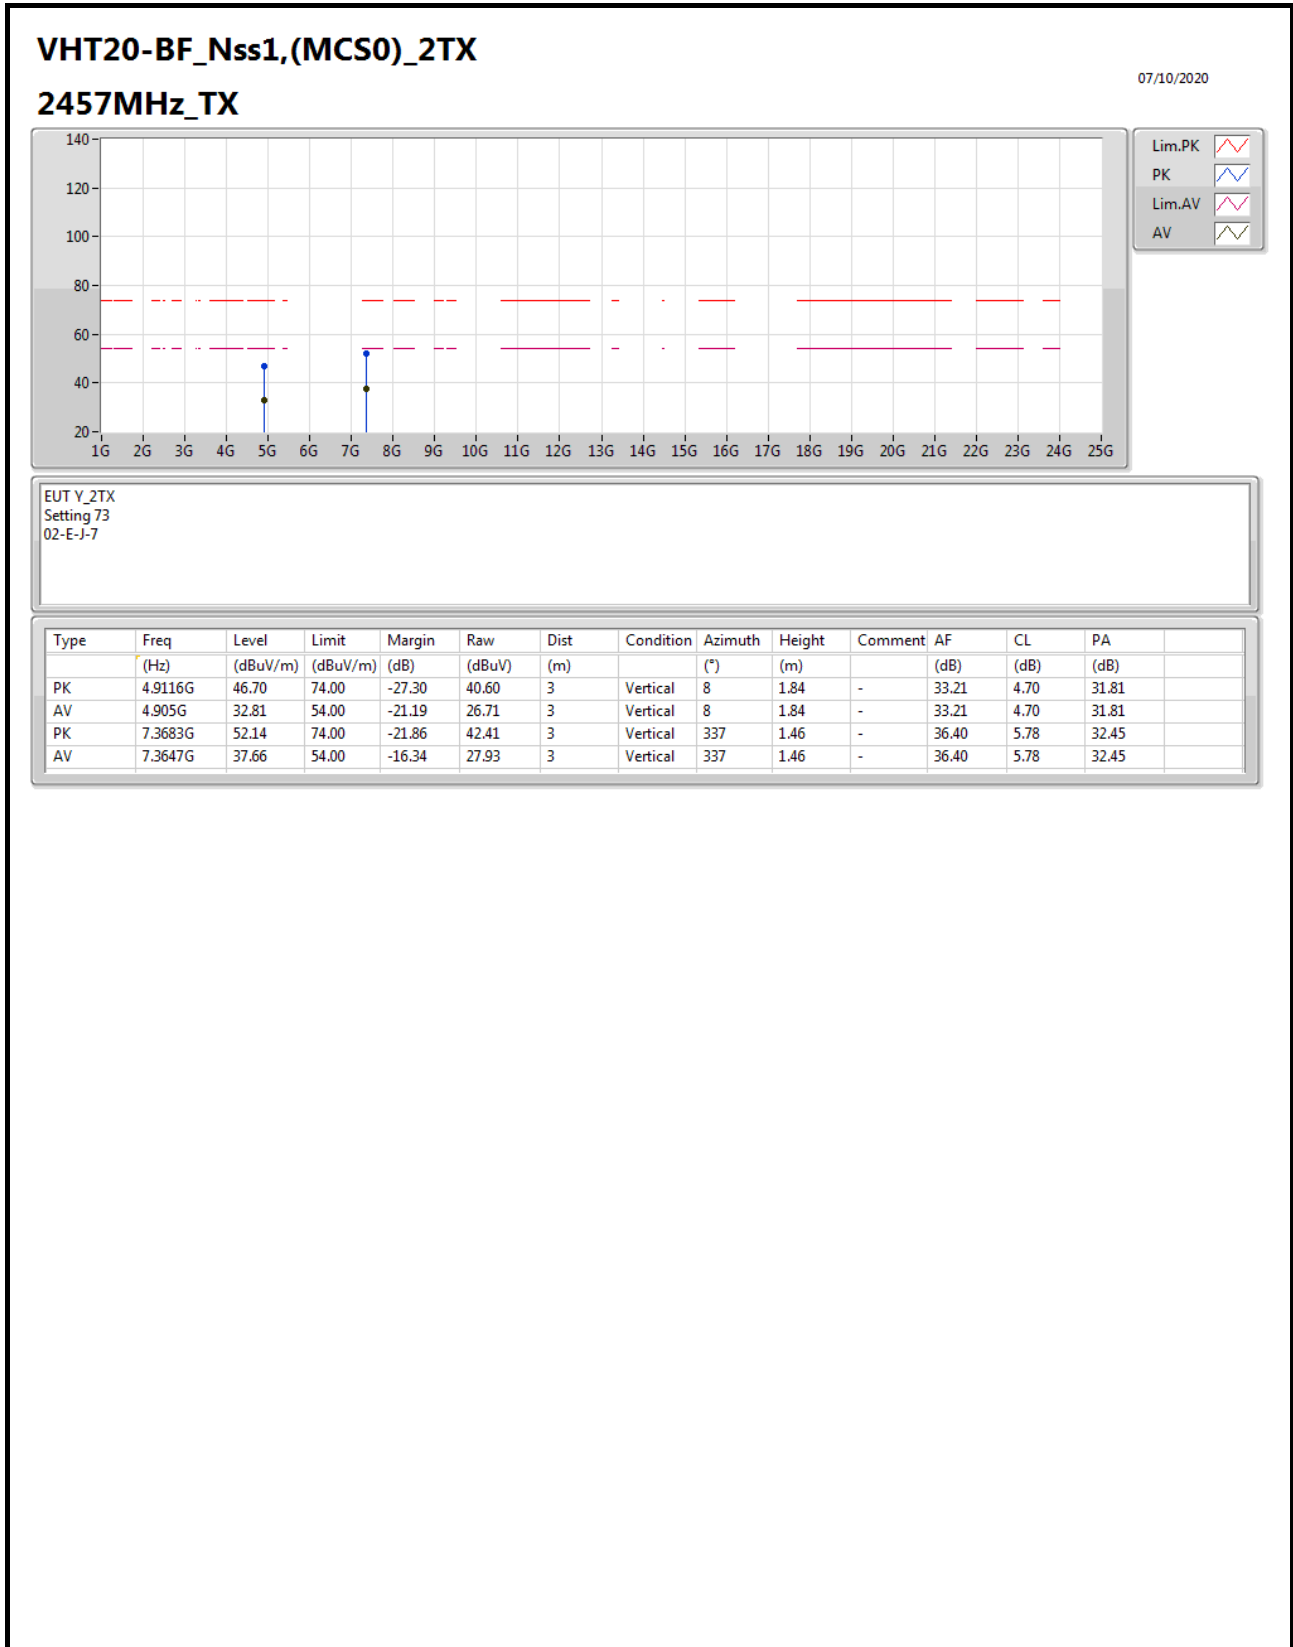 VHT20-BF_Nss1,(MCS0)_2TX
07/10/2020
2457MHz_TX
140
120
100
80
60
40
20
1G 2G 3G 4G 5G 6G 7G 8G 9G 10G 11G 12G 13G 14G 15G 16G 17G 18G 19G 20G 21G 22G 23G 24G 25G
Lim.PK
PK
Lim.AV
AV
EUT Y_2TX
Setting 73
02-E-J-7
Type Freq Level Limit Margin Raw Dist Condition Azimuth Height Comment AF CL PA
(Hz) (dBuV/m) (dBuV/m) (dB) (dBuV) (m) (°) (m) (dB) (dB) (dB)
PK 4.9116G 46.70 74.00 -27.30 40.60 3 Vertical 8 1.84 - 33.21 4.70 31.81
AV 4.905G 32.81 54.00 -21.19 26.71 3 Vertical 8 1.84 - 33.21 4.70 31.81
PK 7.3683G 52.14 74.00 -21.86 42.41 3 Vertical 337 1.46 - 36.40 5.78 32.45
AV 7.3647G 37.66 54.00 -16.34 27.93 3 Vertical 337 1.46 - 36.40 5.78 32.45